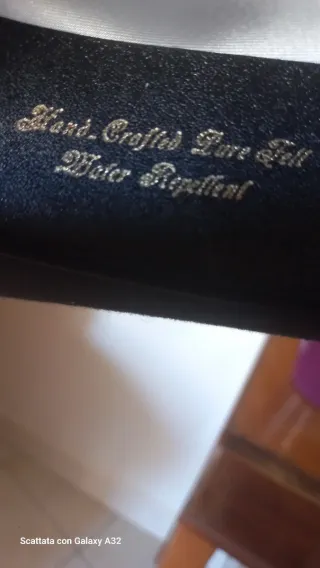 Hand-Crafted Pure Felt
Water Repellent
Scattata con Galaxy A32